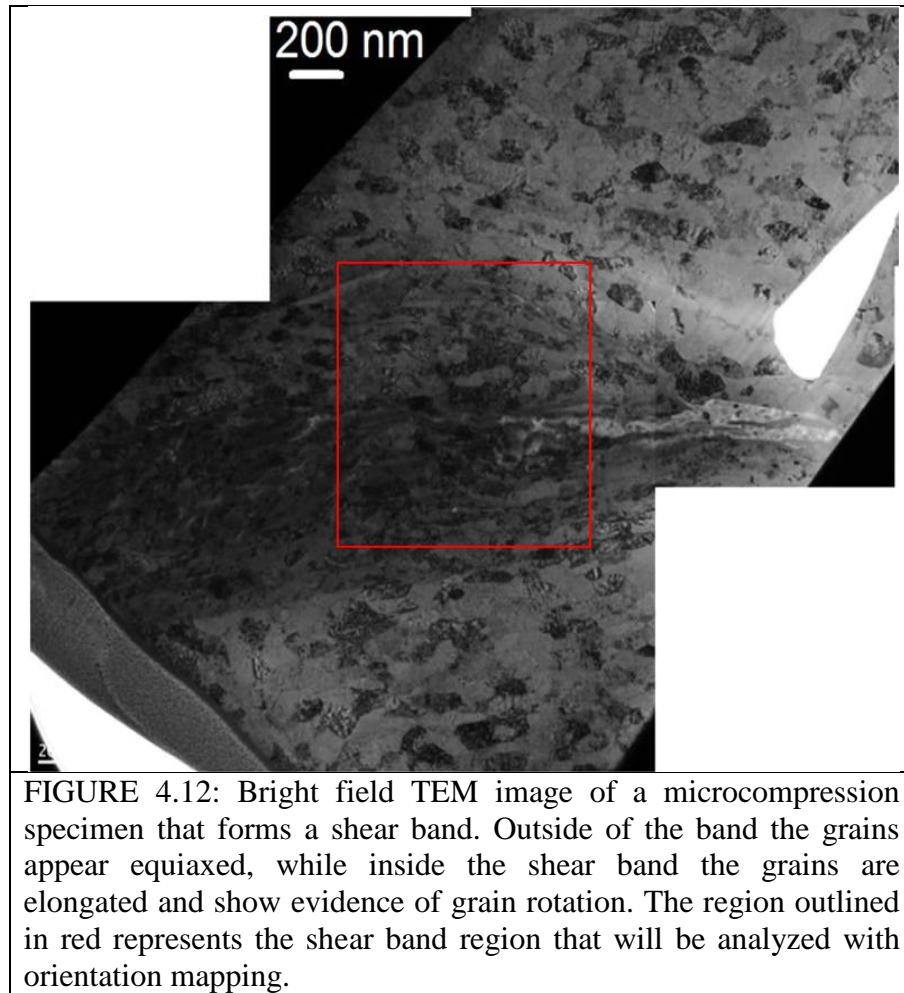 200 nm
FIGURE 4.12: Bright field TEM image of a microcompression
specimen that forms a shear band. Outside of the band the grains
appear equiaxed, while inside the shear band the grains are
elongated and show evidence of grain rotation. The region outlined
in red represents the shear band region that will be analyzed with
orientation mapping.